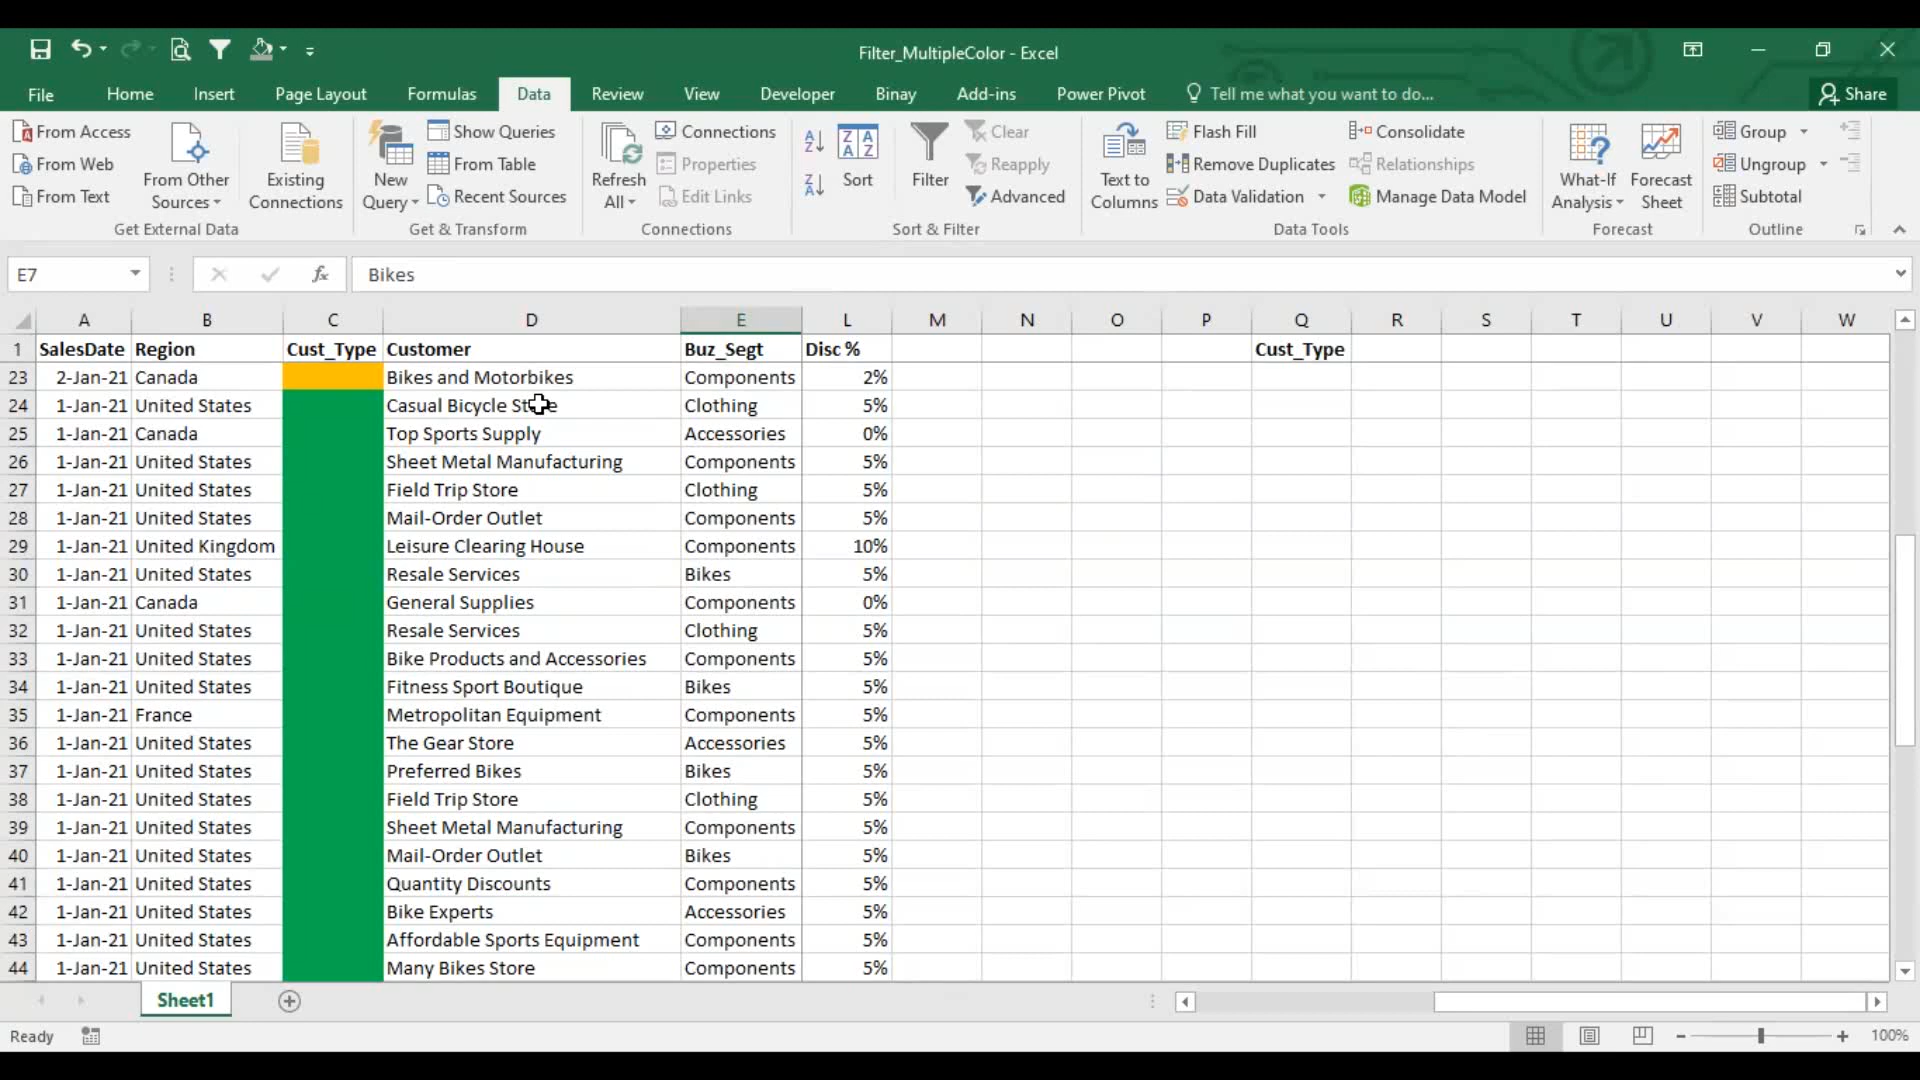 Filter_MultipleColor - Excel
File Home Insert Page Layout Formulas Data Review View Developer Binay Add-ins Power Pivot Tell me what you want to do... Share
From Access
From Web
From Text
From Other
Sources
Existing
Connections
Get External Data
New
Query
Show Queries
From Table
Recent Sources
Get & Transform
Refresh
All
Connections
Properties
Edit Links
Connections
Sort
Filter
Clear
Reapply
Advanced
Sort & Filter
Text to
Columns
Flash Fill
Remove Duplicates
Data Validation
Consolidate
Relationships
Manage Data Model
Data Tools
What-If
Analysis
Forecast
Sheet
Forecast
Group
Ungroup
Subtotal
Outline
E7 fx Bikes
A B C D E L M N O P Q R S T U V W
1 SalesDate Region Cust_Type Customer Buz_Segt Disc % Cust_Type
23 2-Jan-21 Canada Bikes and Motorbikes Components 2%
24 1-Jan-21 United States Casual Bicycle Store Clothing 5%
25 1-Jan-21 Canada Top Sports Supply Accessories 0%
26 1-Jan-21 United States Sheet Metal Manufacturing Components 5%
27 1-Jan-21 United States Field Trip Store Clothing 5%
28 1-Jan-21 United States Mail-Order Outlet Components 5%
29 1-Jan-21 United Kingdom Leisure Clearing House Components 10%
30 1-Jan-21 United States Resale Services Bikes 5%
31 1-Jan-21 Canada General Supplies Components 0%
32 1-Jan-21 United States Resale Services Clothing 5%
33 1-Jan-21 United States Bike Products and Accessories Components 5%
34 1-Jan-21 United States Fitness Sport Boutique Bikes 5%
35 1-Jan-21 France Metropolitan Equipment Components 5%
36 1-Jan-21 United States The Gear Store Accessories 5%
37 1-Jan-21 United States Preferred Bikes Bikes 5%
38 1-Jan-21 United States Field Trip Store Clothing 5%
39 1-Jan-21 United States Sheet Metal Manufacturing Components 5%
40 1-Jan-21 United States Mail-Order Outlet Bikes 5%
41 1-Jan-21 United States Quantity Discounts Components 5%
42 1-Jan-21 United States Bike Experts Accessories 5%
43 1-Jan-21 United States Affordable Sports Equipment Components 5%
44 1-Jan-21 United States Many Bikes Store Components 5%
Sheet1
Ready 100%